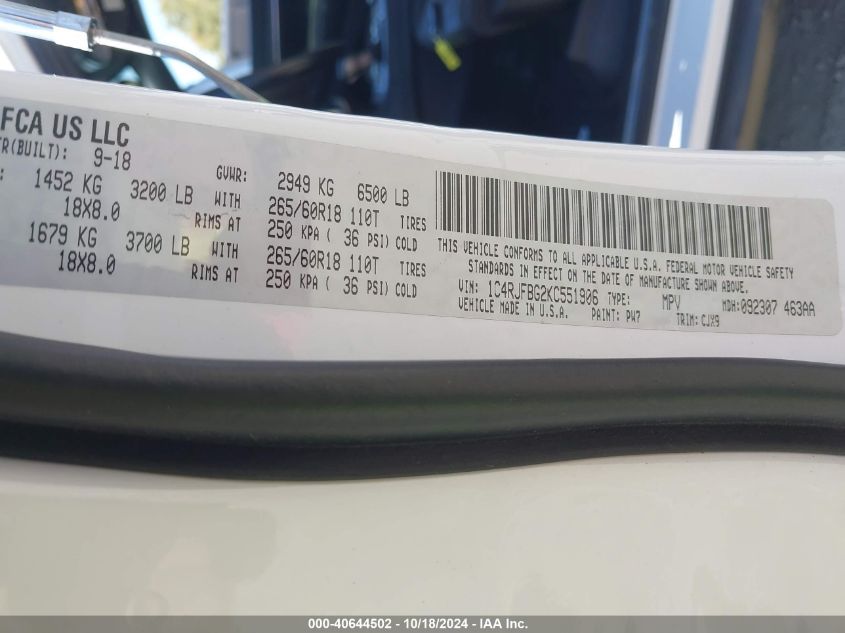 FCA US LLC
TR(BUILT): 9-18
GVWR: 2949 KG 6500 LB
1452 KG 3200 LB WITH 265/60R18 110T TIRES
18X8.0 RIMS AT 250 KPA ( 36 PSI) COLD
1679 KG 3700 LB WITH 265/60R18 110T TIRES
18X8.0 RIMS AT 250 KPA ( 36 PSI) COLD
THIS VEHICLE CONFORMS TO ALL APPLICABLE U.S.A. FEDERAL MOTOR VEHICLE SAFETY
STANDARDS IN EFFECT ON THE DATE OF MANUFACTURE SHOWN ABOVE.
VIN: 1C4RJFBG2KC551906 TYPE: MPV MDH:092307 463AA
VEHICLE MADE IN U.S.A. PAINT: PW7 TRIM: CJX9
000-40644502 - 10/18/2024 - IAA Inc.